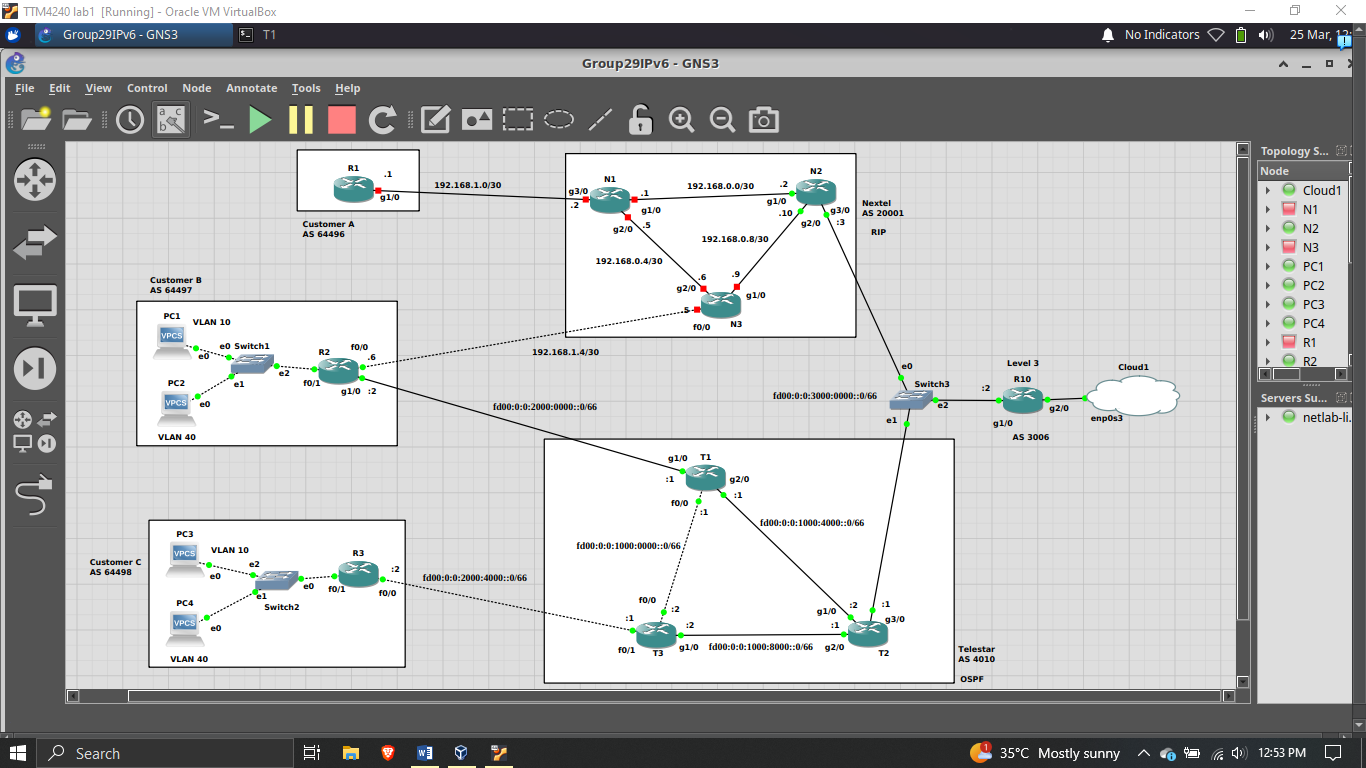 TTM4240 lab1 [Running] - Oracle VM VirtualBox
Group29IPv6 - GNS3
T1
No Indicators
25 Mar, 12:
Group29IPv6 - GNS3
File Edit View Control Node Annotate Tools Help
R1
.1
g1/0
192.168.1.0/30
Customer A
AS 64496
N1
g3/0
.2
.1
g1/0
g2/0
.5
192.168.0.0/30
N2
.2
g1/0
.10
g2/0
g3/0
:3
Nextel
AS 20001
RIP
192.168.0.8/30
192.168.0.4/30
.6
.9
g2/0
g1/0
.5
f0/0
N3
Customer B
AS 64497
PC1
VLAN 10
VPCS
e0
e0
Switch1
e1
e2
PC2
VPCS
e0
VLAN 40
R2
f0/0
.6
f0/1
g1/0
:2
192.168.1.4/30
fd00:0:0:2000:0000::0/66
fd00:0:0:3000:0000::0/66
e0
Switch3
e2
e1
Level 3
R10
:2
g1/0
g2/0
AS 3006
Cloud1
enp0s3
T1
g1/0
:1
g2/0
:1
f0/0
:1
fd00:0:0:1000:4000::0/66
fd00:0:0:1000:0000::0/66
f0/0
:2
:1
:2
f0/1
T3
g1/0
fd00:0:0:1000:8000::0/66
g1/0
:2
:1
:1
g3/0
g2/0
T2
Telestar
AS 4010
OSPF
Customer C
AS 64498
PC3
VLAN 10
VPCS
e0
e2
Switch2
e1
e0
PC4
VPCS
e0
VLAN 40
R3
:2
f0/1
f0/0
fd00:0:0:2000:4000::0/66
Topology S...
Node
Cloud1
N1
N2
N3
PC1
PC2
PC3
PC4
R1
R2
Servers Su...
netlab-li.
Search
1
35°C Mostly sunny
12:53 PM